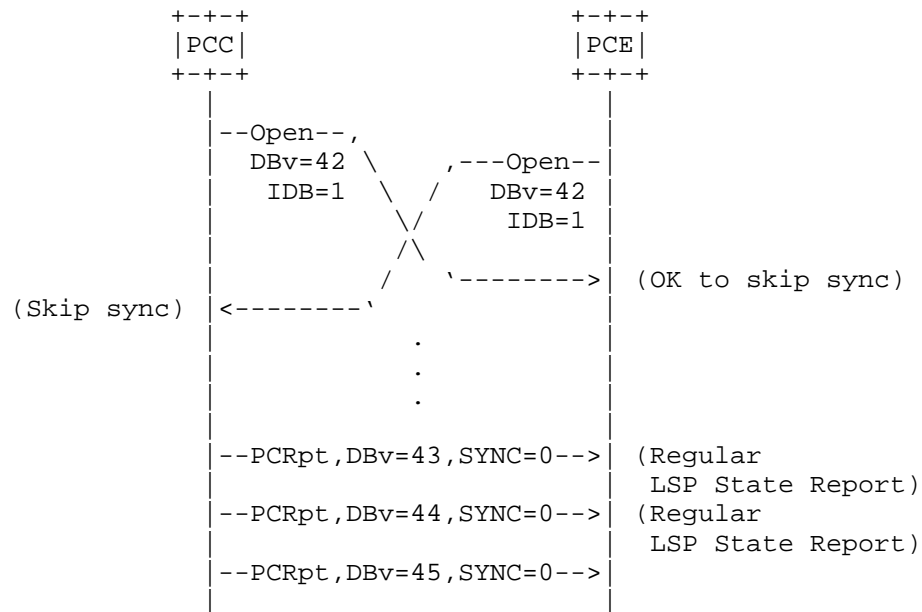 +-+-+                    +-+-+
|PCC|                    |PCE|
+-+-+                    +-+-+
|                        |
|--Open--,               |
|  DBv=42 \    ,---Open--|
|   IDB=1  \  /   DBv=42 |
|           \/     IDB=1 |
|           /\           |
|          /  `--------->| (OK to skip sync)
(Skip sync) |<--------`              |
|            .           |
|            .           |
|            .           |
|                        |
|--PCRpt,DBv=43,SYNC=0-->| (Regular
|                        | LSP State Report)
|--PCRpt,DBv=44,SYNC=0-->| (Regular
|                        | LSP State Report)
|--PCRpt,DBv=45,SYNC=0-->|
|                        |